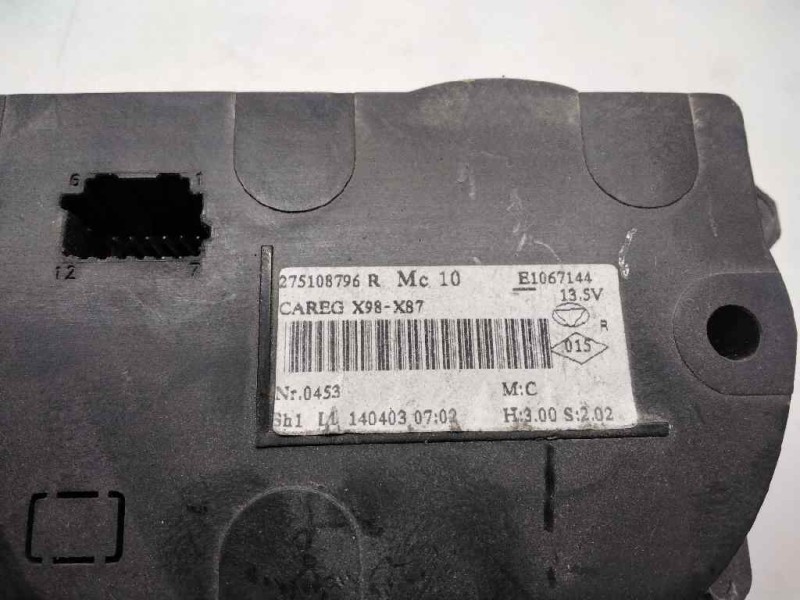 6 1
12 7
275108796 R Mc 10 E1067144
CAREG X98-X87 13.5V
R
015
Nr.0453 M:C
Sh1 L1 140403 07:02 H:3.00 S:2.02